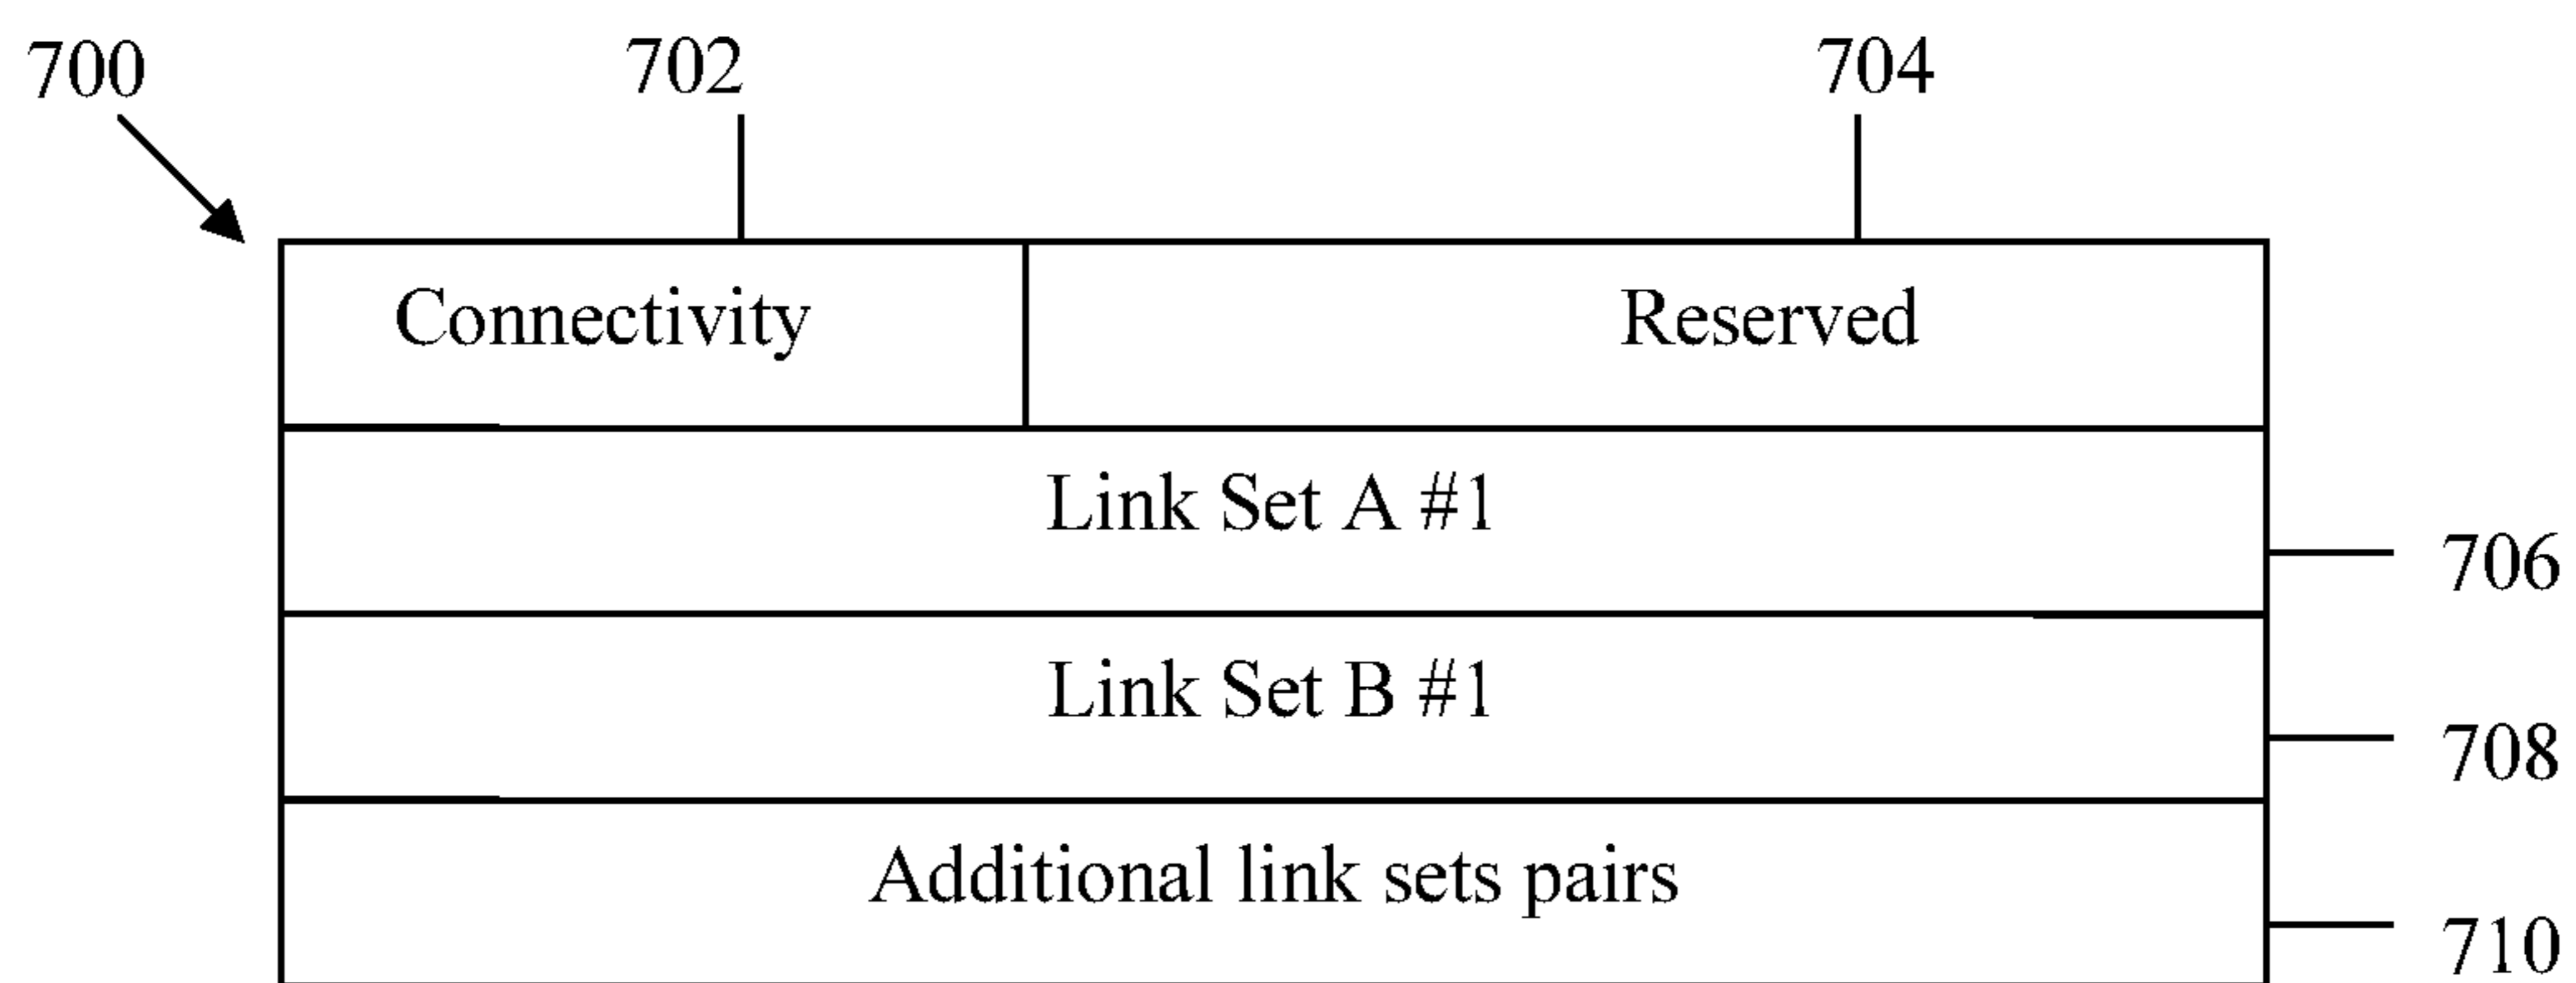 700 702 704
Connectivity Reserved
Link Set A #1
706
Link Set B #1
708
Additional link sets pairs
710